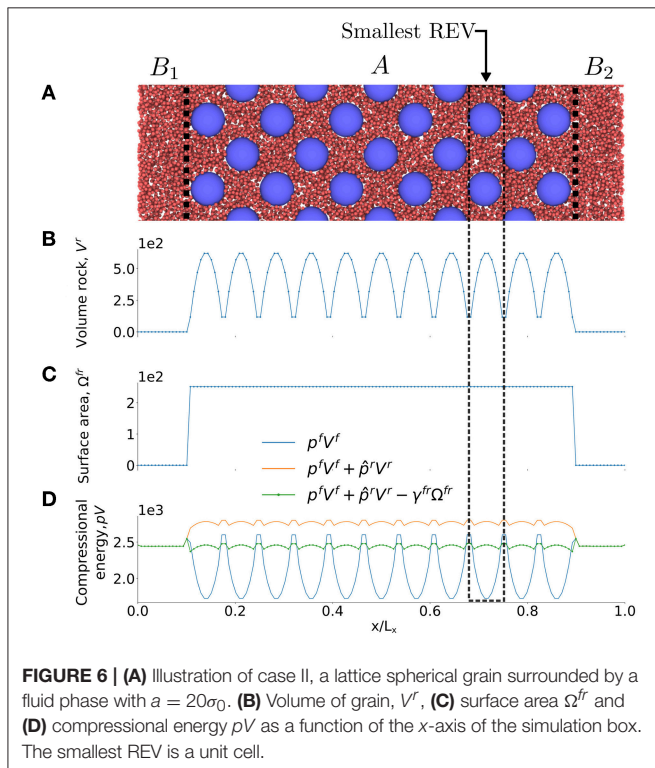 Smallest REV
B₁ A B₂
A
B
1e2
Volume rock, Vʳ
5.0
2.5
0.0
C
1e2
Surface area, Ωᶠʳ
2
1
0
pᶠVᶠ
pᶠVᶠ + p̂ʳVʳ
pᶠVᶠ + p̂ʳVʳ − γᶠʳΩᶠʳ
D
1e3
Compressional
energy,pV
2.5
2.0
0.0 0.2 0.4 0.6 0.8 1.0
x/Lₓ
FIGURE 6 | (A) Illustration of case II, a lattice spherical grain surrounded by a
fluid phase with a = 20σ₀. (B) Volume of grain, Vʳ, (C) surface area Ωᶠʳ and
(D) compressional energy pV as a function of the x-axis of the simulation box.
The smallest REV is a unit cell.